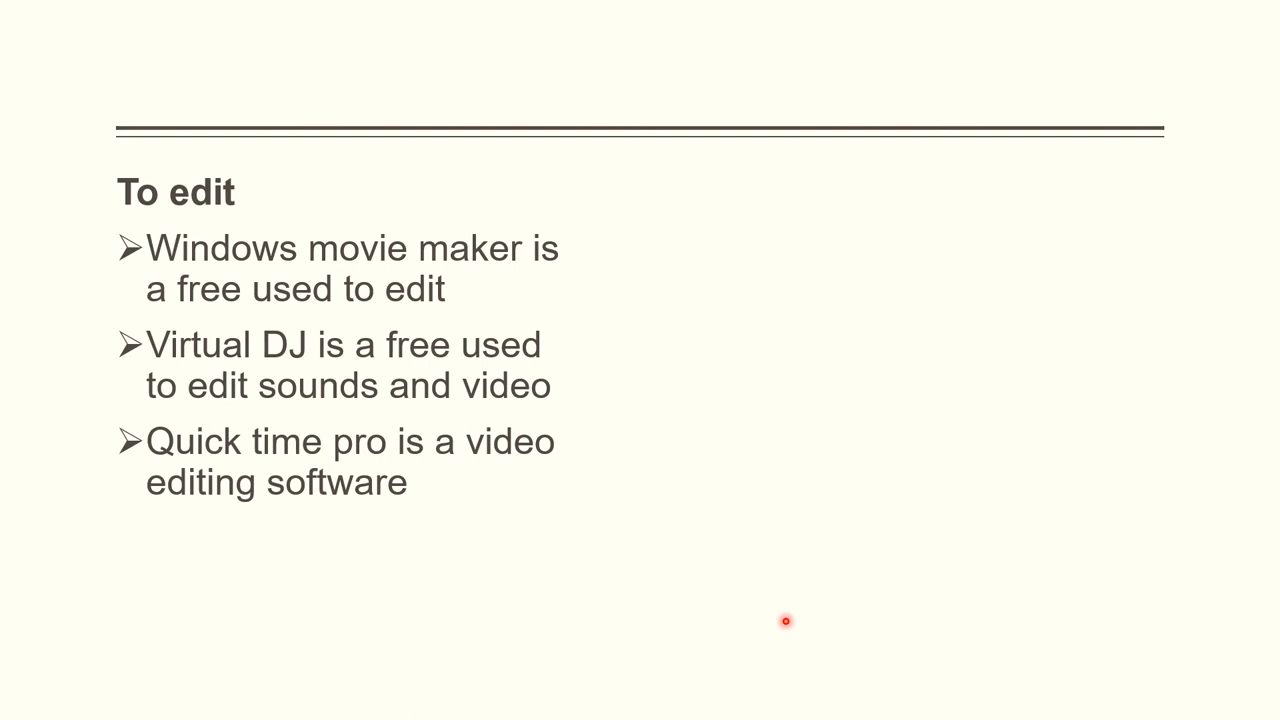 To edit
➢Windows movie maker is
a free used to edit
➢Virtual DJ is a free used
to edit sounds and video
➢Quick time pro is a video
editing software